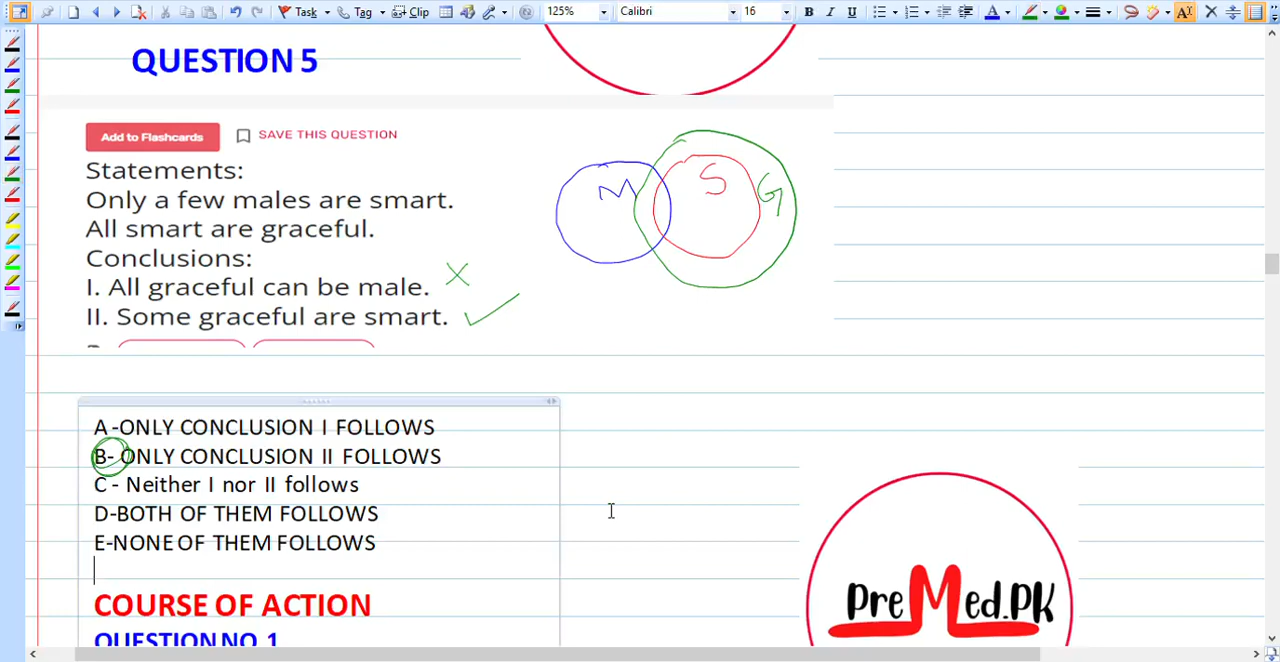 Task
Tag
Clip
125%
Calibri
16
B I U
QUESTION 5
Add to Flashcards SAVE THIS QUESTION
Statements:
Only a few males are smart.
All smart are graceful.
Conclusions:
I. All graceful can be male.
II. Some graceful are smart.
M S G
A -ONLY CONCLUSION I FOLLOWS
B- ONLY CONCLUSION II FOLLOWS
C - Neither I nor II follows
D-BOTH OF THEM FOLLOWS
E-NONE OF THEM FOLLOWS
COURSE OF ACTION
QUESTION NO 1
PreMed.PK